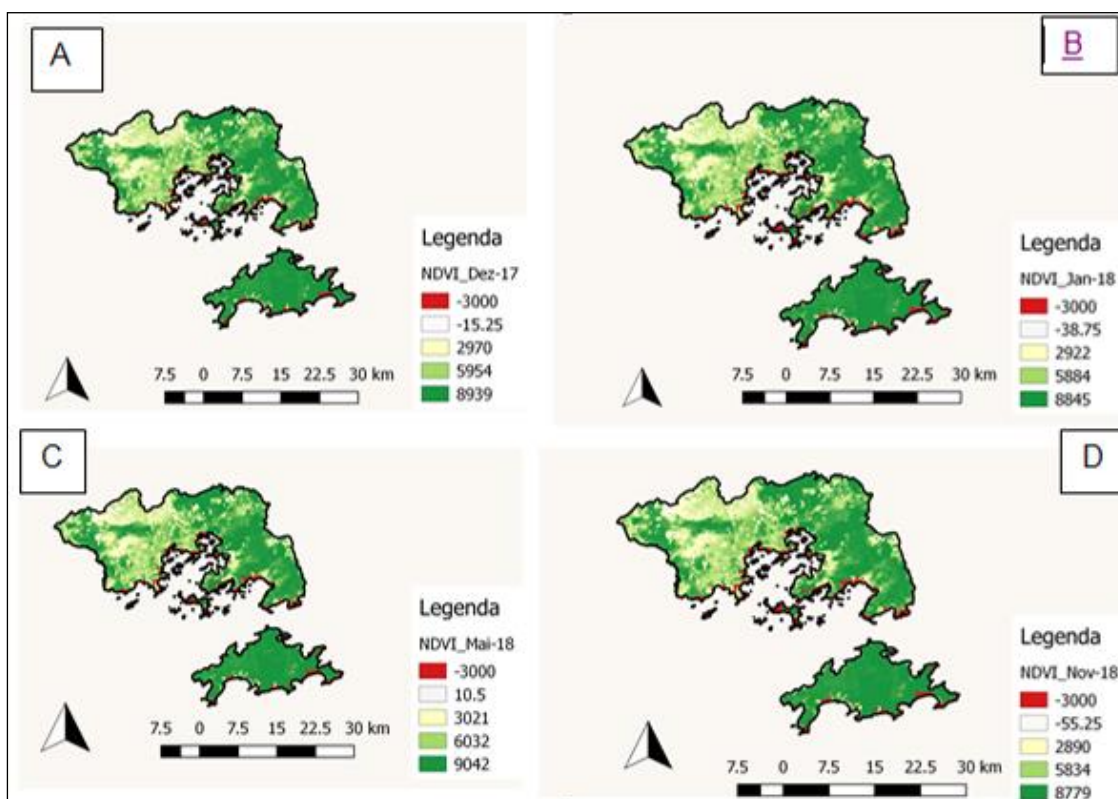 A
Legenda
NDVI_Dez-17
-3000
-15.25
2970
5954
8939
7.5 0 7.5 15 22.5 30 km
B
Legenda
NDVI_Jan-18
-3000
-38.75
2922
5884
8845
7.5 0 7.5 15 22.5 30 km
C
Legenda
NDVI_Mai-18
-3000
10.5
3021
6032
9042
7.5 0 7.5 15 22.5 30 km
D
Legenda
NDVI_Nov-18
-3000
-55.25
2890
5834
8779
7.5 0 7.5 15 22.5 30 km